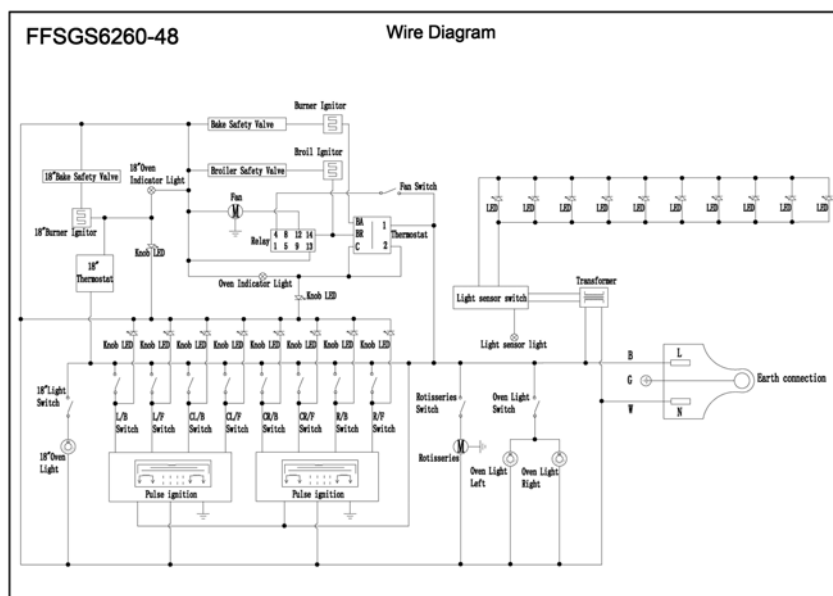 FFSGS6260-48
Wire Diagram
Burner Ignitor
Bake Safety Valve
18"Oven
Indicator Light
Broil Ignitor
18"Bake Safety Valve
Broiler Safety Valve
Fan Switch
Fan
18"Burner Ignitor
Relay
4 8 12 14
1 5 9 13
BA
BR
C
1
2
Thermostat
Knob LED
18"
Thermostat
Oven Indicator Light
Knob LED
LED LED LED LED LED LED LED LED LED
Transformer
Light sensor switch
Light sensor light
Knob LED Knob LED Knob LED Knob LED Knob LED Knob LED Knob LED Knob LED
B
L
G
Earth connection
W
N
18"Light
Switch
L/B
Switch
L/F
Switch
CL/B
Switch
CL/F
Switch
CR/B
Switch
CR/F
Switch
R/B
Switch
R/F
Switch
Rotisseries
Switch
Oven Light
Switch
18"Oven
Light
M
Rotisseries
M
Oven Light
Left
Oven Light
Right
Pulse ignition
Pulse ignition